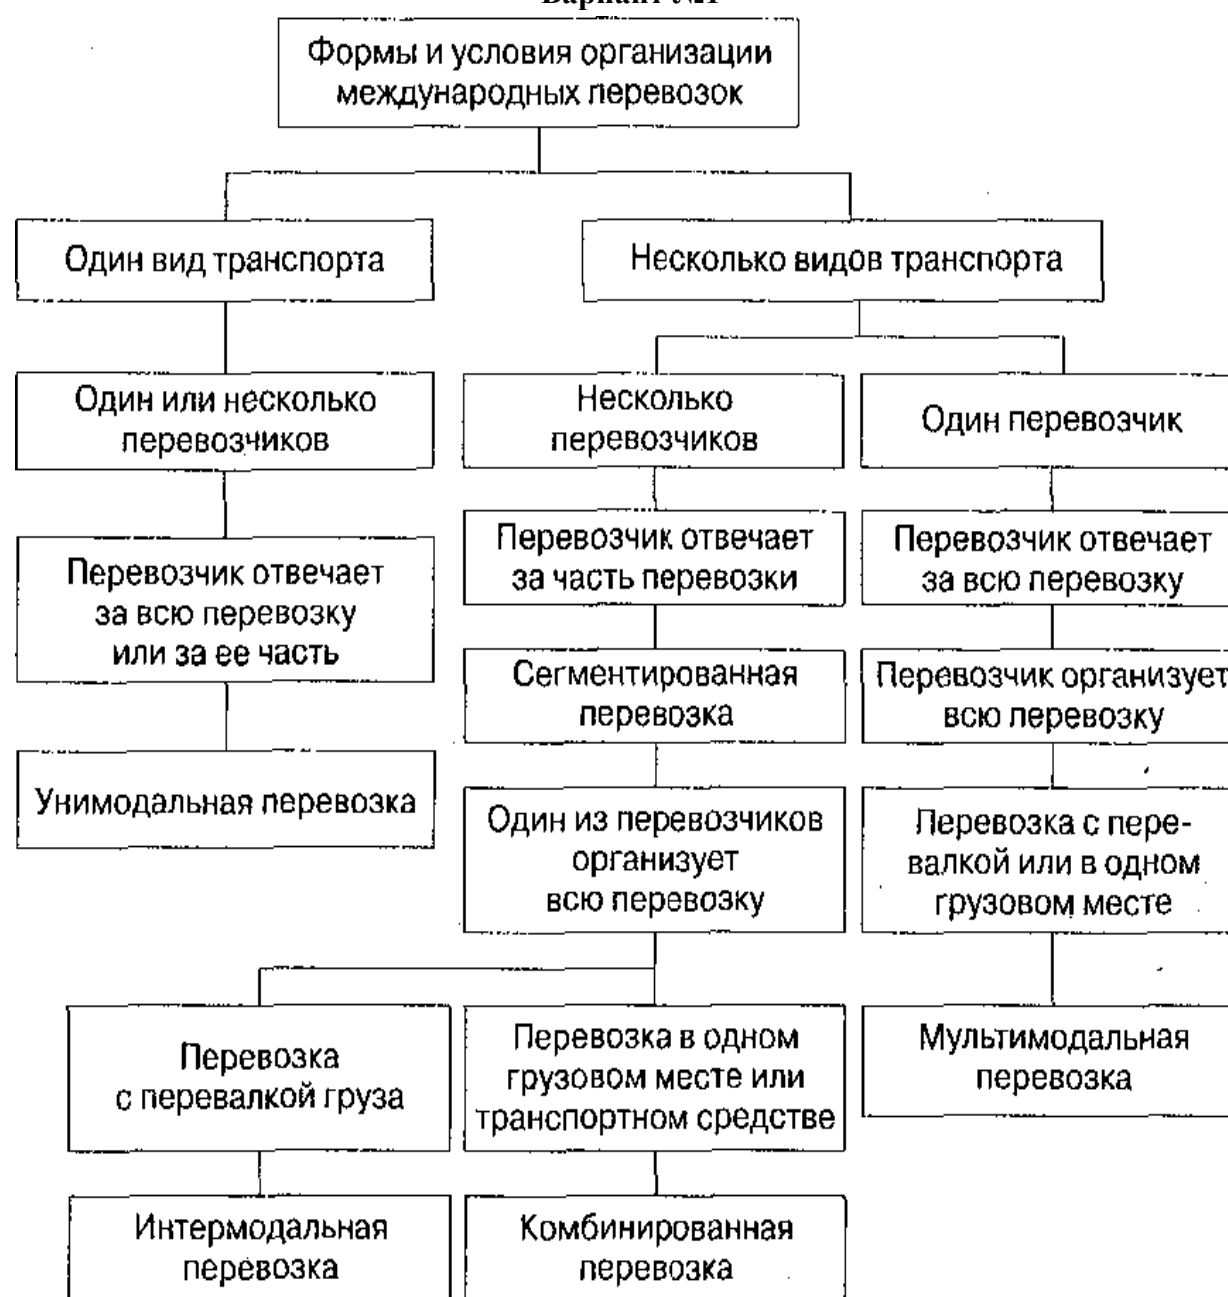 Вариант №1
Формы и условия организации
международных перевозок
Один вид транспорта
Несколько видов транспорта
Один или несколько
перевозчиков
Несколько
перевозчиков
Один перевозчик
Перевозчик отвечает
за всю перевозку
или за ее часть
Перевозчик отвечает
за часть перевозки
Перевозчик отвечает
за всю перевозку
Сегментированная
перевозка
Перевозчик организует
всю перевозку
Унимодальная перевозка
Один из перевозчиков
организует
всю перевозку
Перевозка с пере-
валкой или в одном
грузовом месте
Перевозка
с перевалкой груза
Перевозка в одном
грузовом месте или
транспортном средстве
Мультимодальная
перевозка
Интермодальная
перевозка
Комбинированная
перевозка